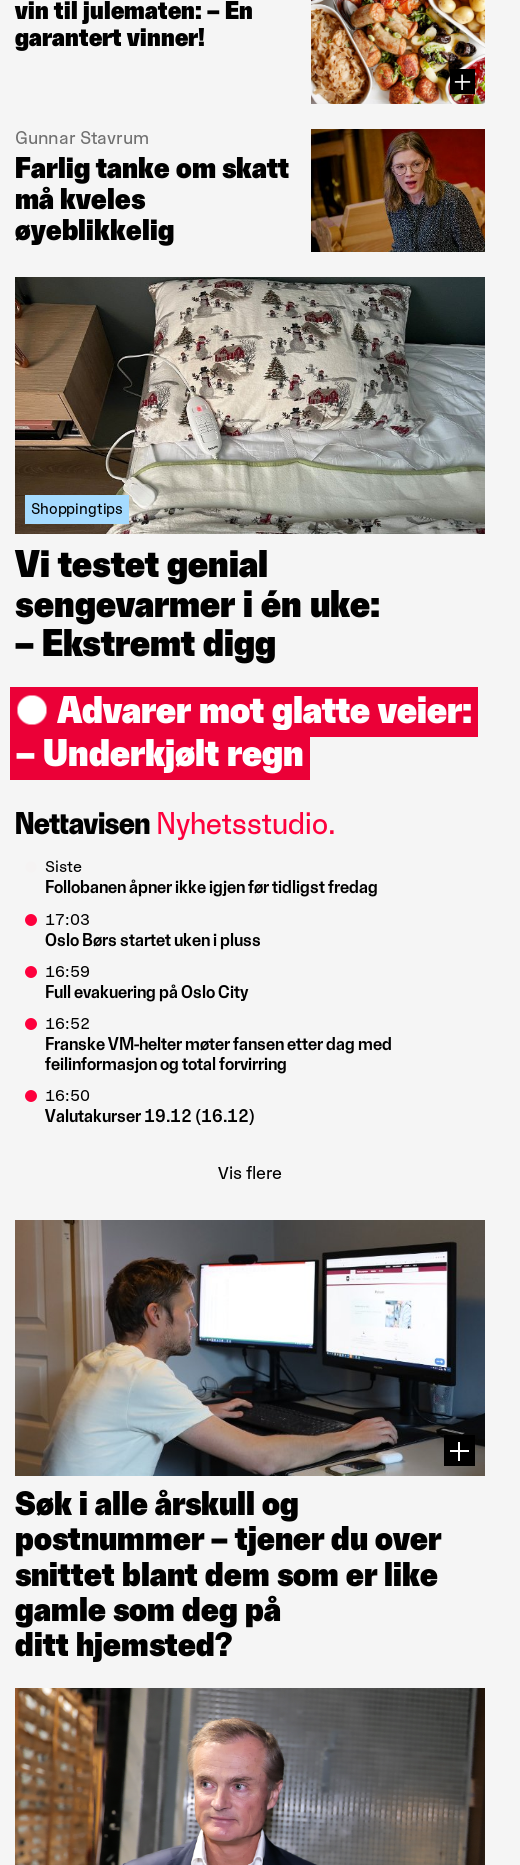 vin til julematen: – En
garantert vinner!
Gunnar Stavrum
Farlig tanke om skatt
må kveles
øyeblikkelig
Shoppingtips
Vi testet genial
sengevarmer i én uke:
– Ekstremt digg
Advarer mot glatte veier:
– Underkjølt regn
Nettavisen Nyhetsstudio.
Siste
Follobanen åpner ikke igjen før tidligst fredag
17:03
Oslo Børs startet uken i pluss
16:59
Full evakuering på Oslo City
16:52
Franske VM-helter møter fansen etter dag med
feilinformasjon og total forvirring
16:50
Valutakurser 19.12 (16.12)
Vis flere
Søk i alle årskull og
postnummer – tjener du over
snittet blant dem som er like
gamle som deg på
ditt hjemsted?